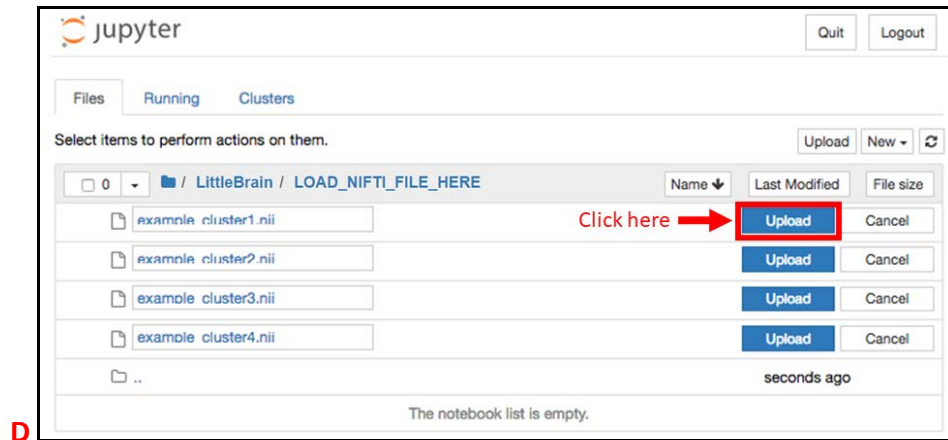 jupyter
Quit Logout
Files Running Clusters
Select items to perform actions on them.
Upload New
0 / LittleBrain / LOAD_NIFTI_FILE_HERE Name Last Modified File size
example_cluster1.nii Click here Upload Cancel
example_cluster2.nii Upload Cancel
example_cluster3.nii Upload Cancel
example_cluster4.nii Upload Cancel
.. seconds ago
The notebook list is empty.
D